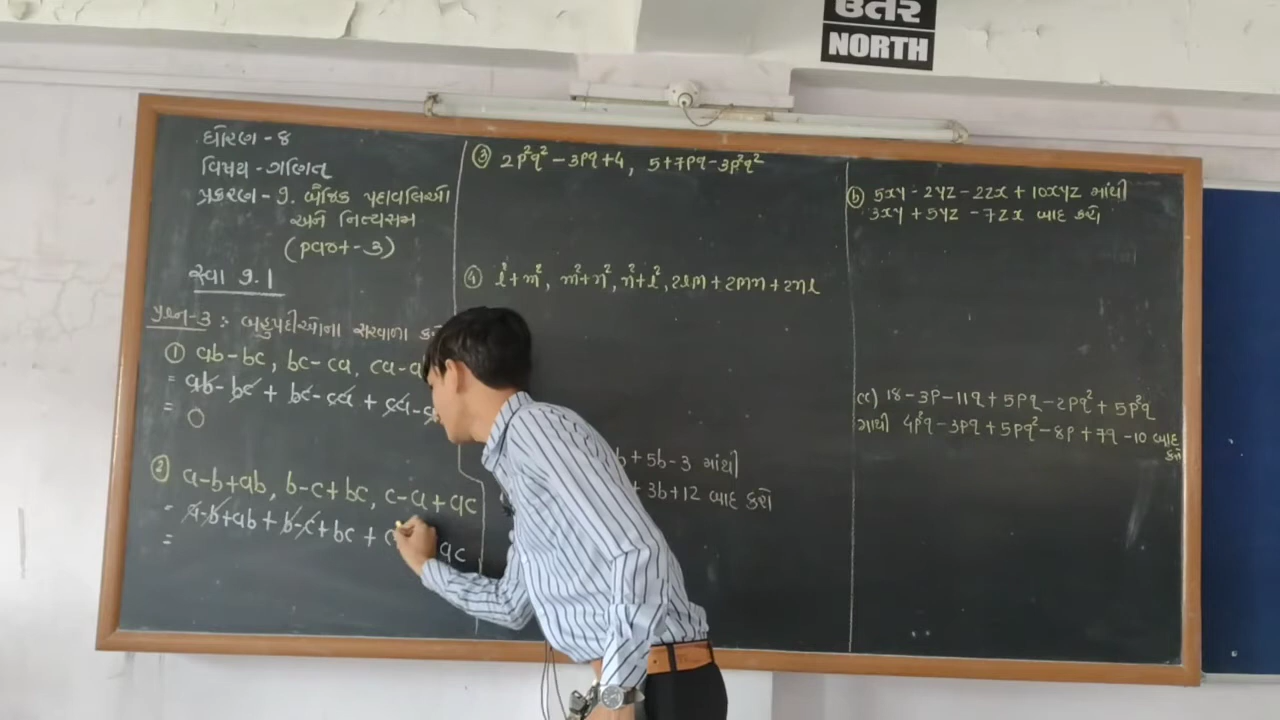 ઉત્તર
NORTH
ધોરણ - ૪
વિષય - ગણિત
પ્રકરણ - 9. બૈજિક પદાવલિઓ
અને નિત્યસમ
(પાર્ટ - 3)
સ્વા 9.1
પ્રશ્ન-3 : બહુપદીઓના સરવાળા
① ab - bc, bc - ca, ca - a
= ab - bc + bc - ca + ca -
= 0
② a - b + ab, b - c + bc, c - a + ac
= a - b + ab + b - c + bc + c ac
=
③ 2p²q² - 3pq + 4, 5 + 7pq - 3p²q²
④ l² + m², m² + n², n² + l², 2lm + 2mn + 2nl
b + 5b - 3 માંથી
+ 3b + 12 બાદ કરો
b) 5xy - 2yz - 2zx + 10xyz માંથી
3xy + 5yz - 7zx બાદ કરો
c) 18 - 3p - 11q + 5pq - 2pq² + 5p²q
માંથી 4p²q - 3pq + 5pq² - 8p + 7q - 10 બાદ
કરો